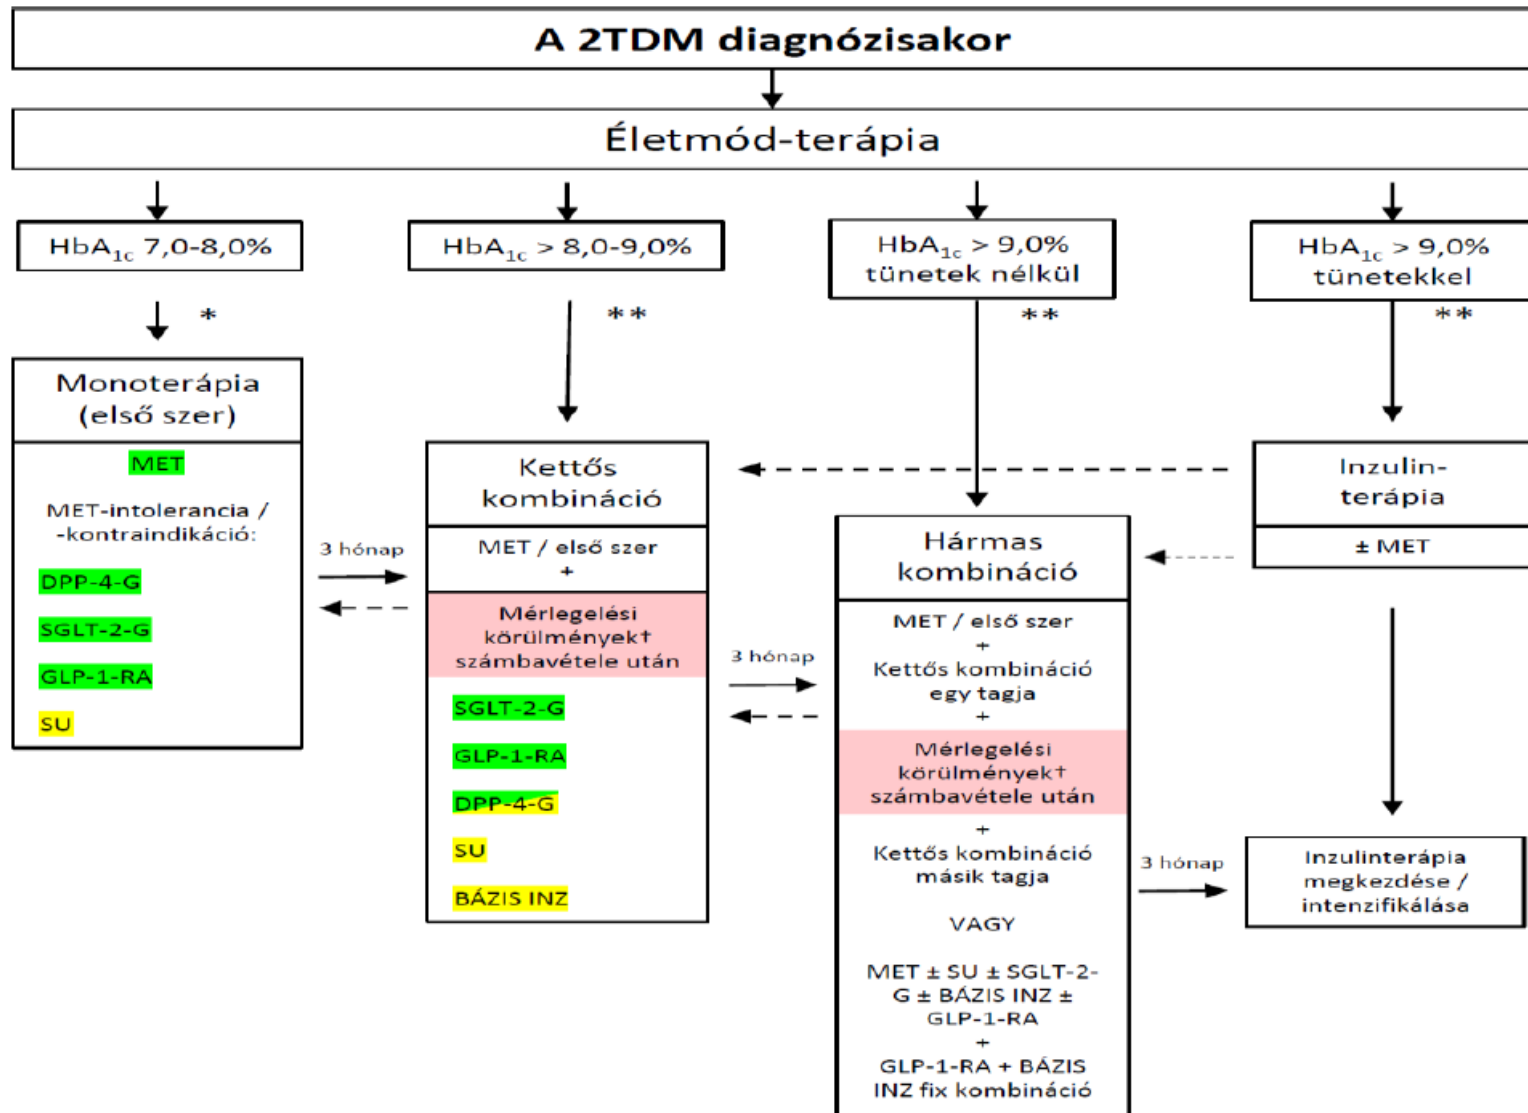 A 2TDM diagnózisakor
Életmód-terápia
HbA1c 7,0-8,0%
HbA1c > 8,0-9,0%
HbA1c > 9,0%
tünetek nélkül
HbA1c > 9,0%
tünetekkel
*
**
**
**
Monoterápia
(első szer)
MET
MET-intolerancia /
-kontraindikáció:
DPP-4-G
SGLT-2-G
GLP-1-RA
SU
3 hónap
Kettős
kombináció
MET / első szer
+
Mérlegelési
körülmények†
számbavétele után
SGLT-2-G
GLP-1-RA
DPP-4-G
SU
BÁZIS INZ
3 hónap
Hármas
kombináció
MET / első szer
+
Kettős kombináció
egy tagja
+
Mérlegelési
körülmények†
számbavétele után
+
Kettős kombináció
másik tagja
VAGY
MET ± SU ± SGLT-2-
G ± BÁZIS INZ ±
GLP-1-RA
+
GLP-1-RA + BÁZIS
INZ fix kombináció
3 hónap
Inzulin-
terápia
± MET
Inzulinterápia
megkezdése /
intenzifikálása